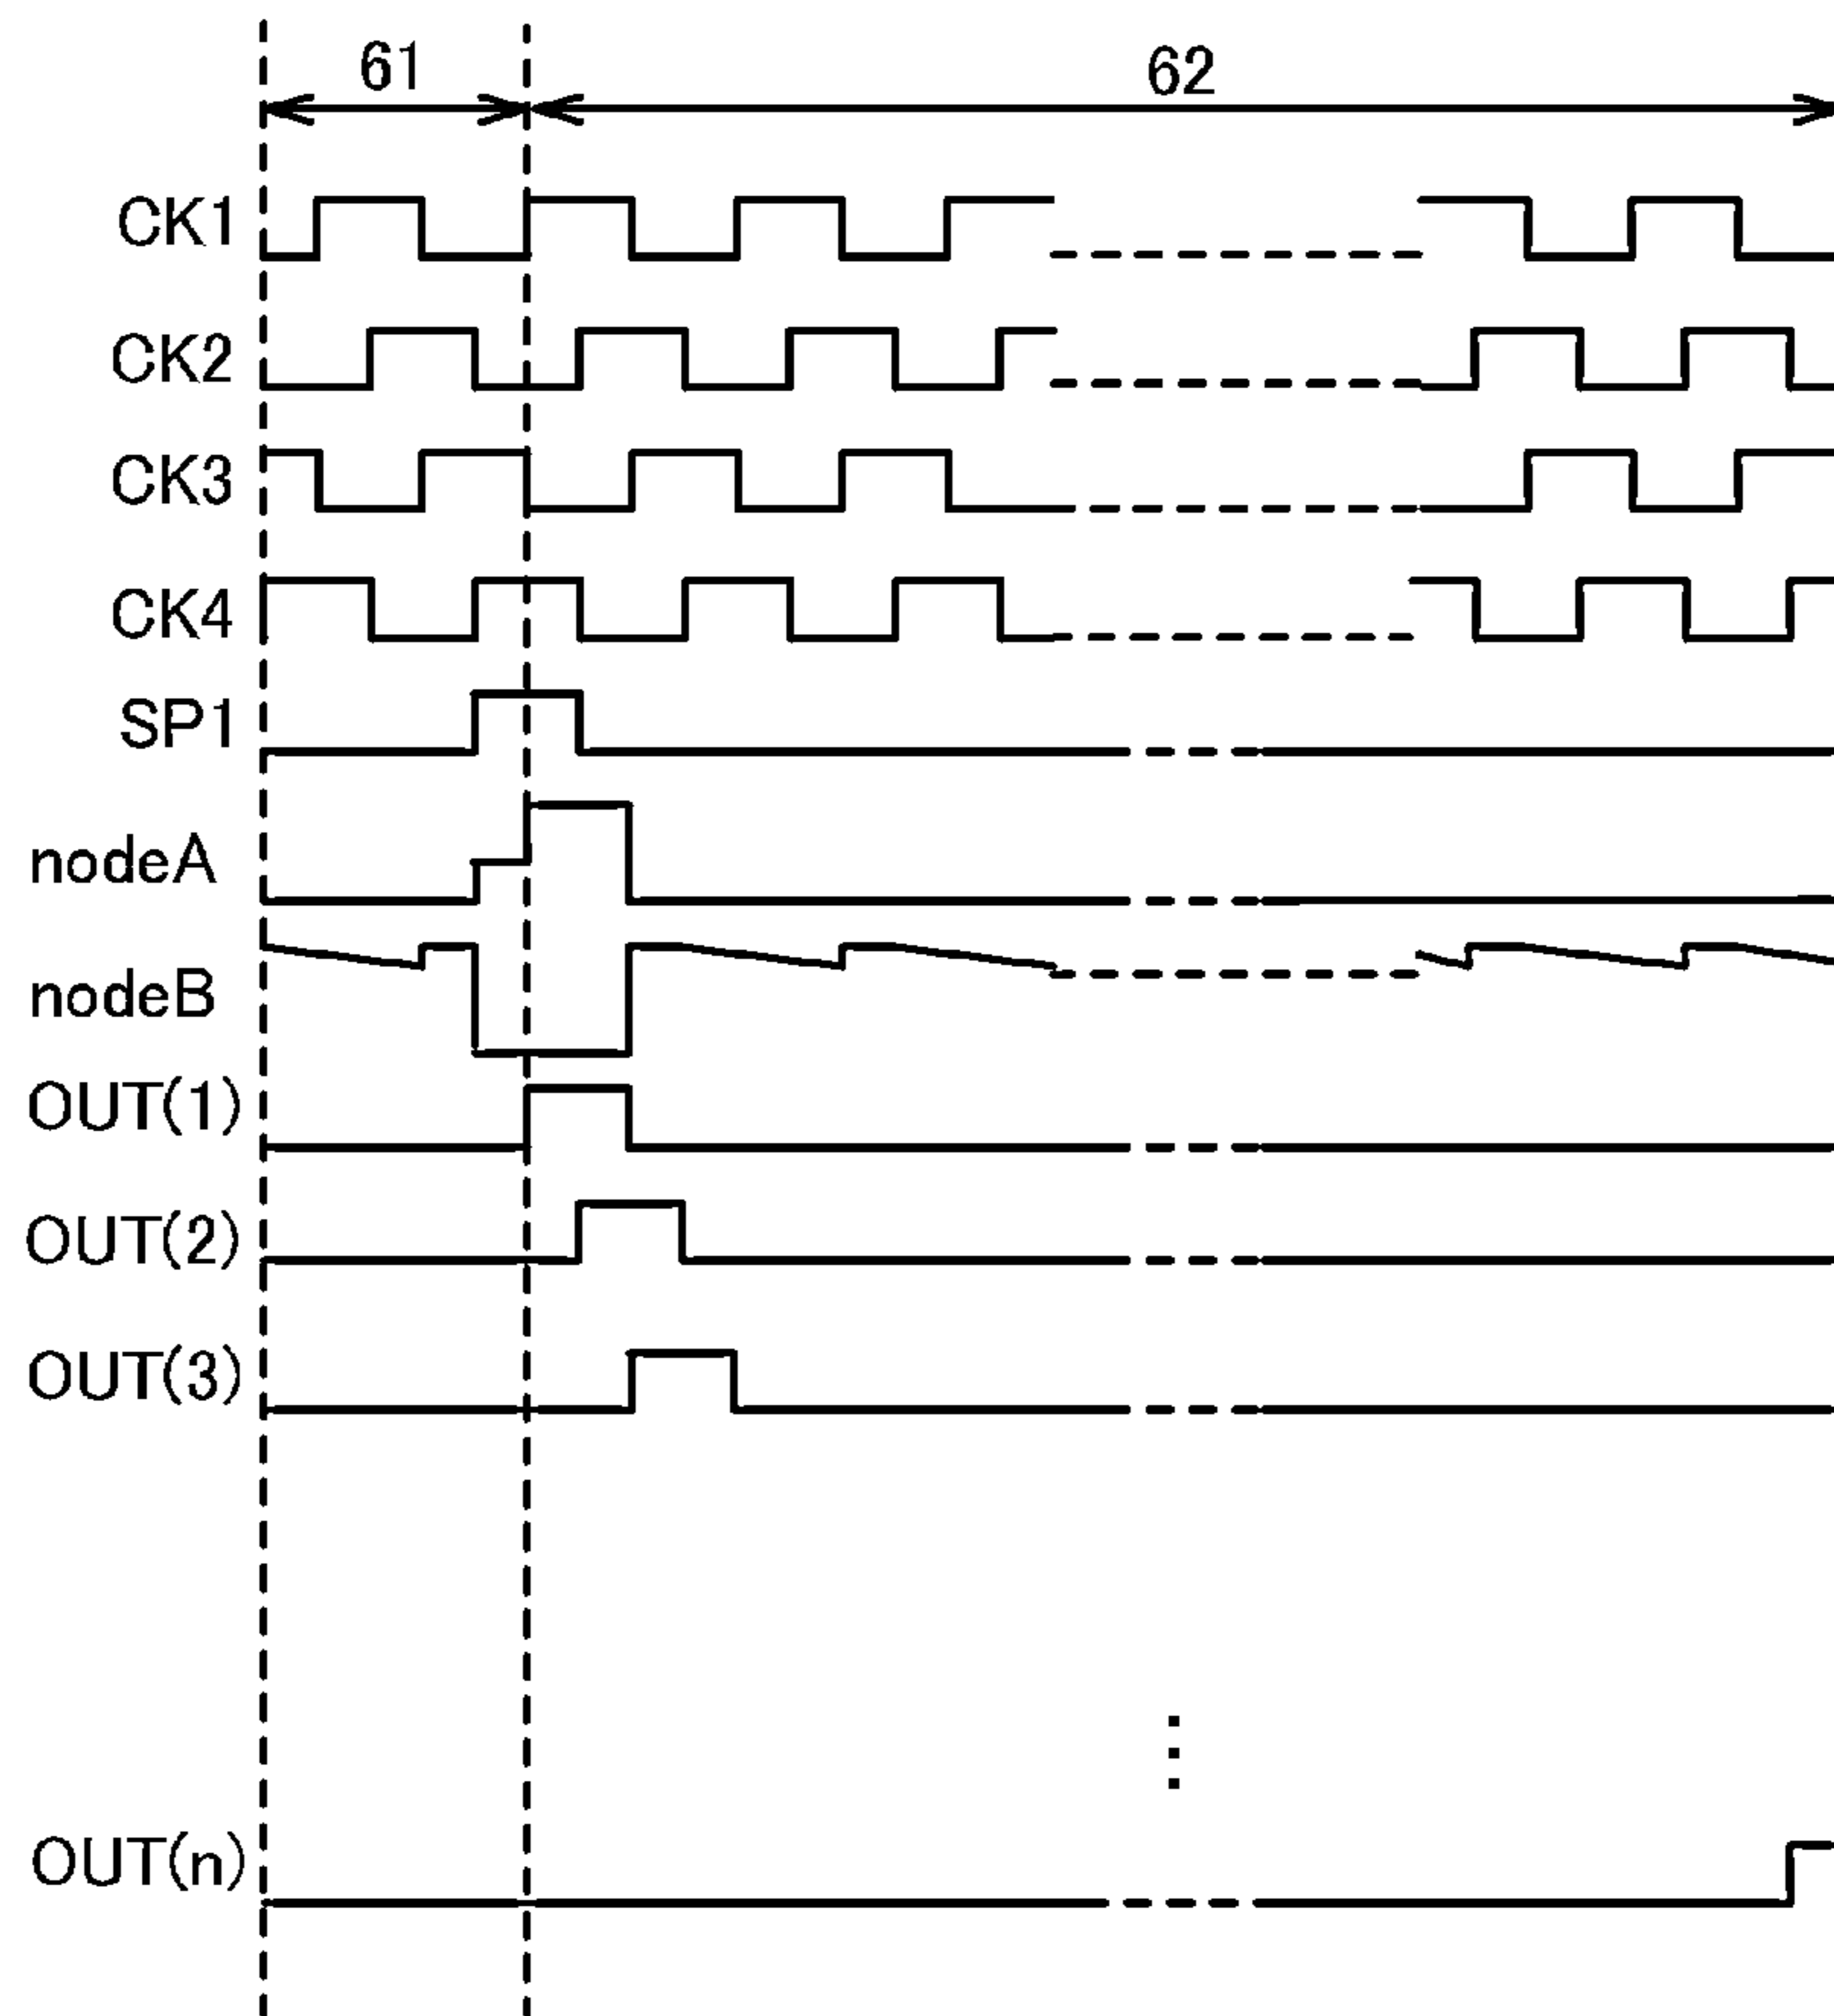 61
62
CK1
CK2
CK3
CK4
SP1
nodeA
nodeB
OUT(1)
OUT(2)
OUT(3)
OUT(n)